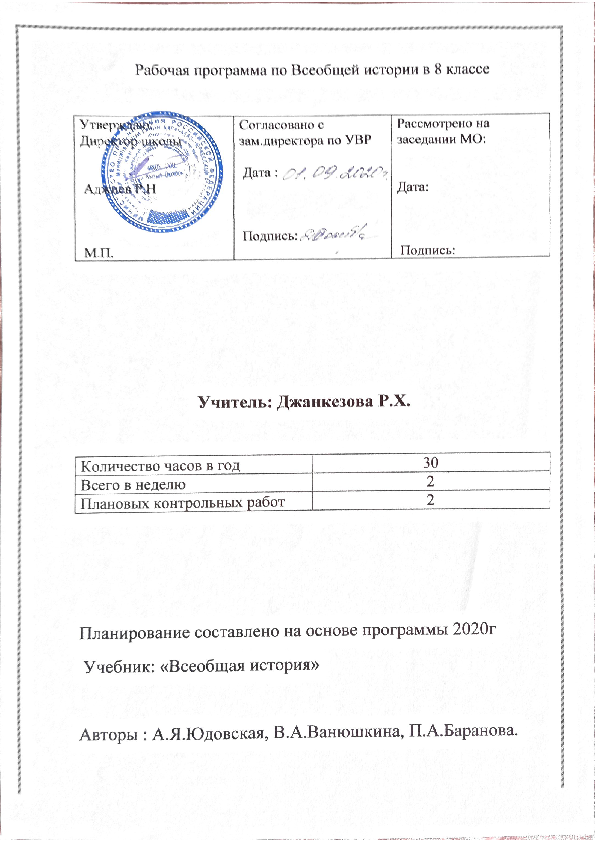 Рабочая программа по Всеобщей истории в 8 классе
Утверждаю:
Директор школы
Аджиев Р.Н
М.П.
Согласовано с
зам.директора по УВР
Дата : 01.09.2020г
Подпись:
Рассмотрено на
заседании МО:
Дата:
Подпись:
Учитель: Джанкезова Р.Х.
Количество часов в год 30
Всего в неделю 2
Плановых контрольных работ 2
Планирование составлено на основе программы 2020г
Учебник: «Всеобщая история»
Авторы : А.Я.Юдовская, В.А.Ванюшкина, П.А.Баранова.